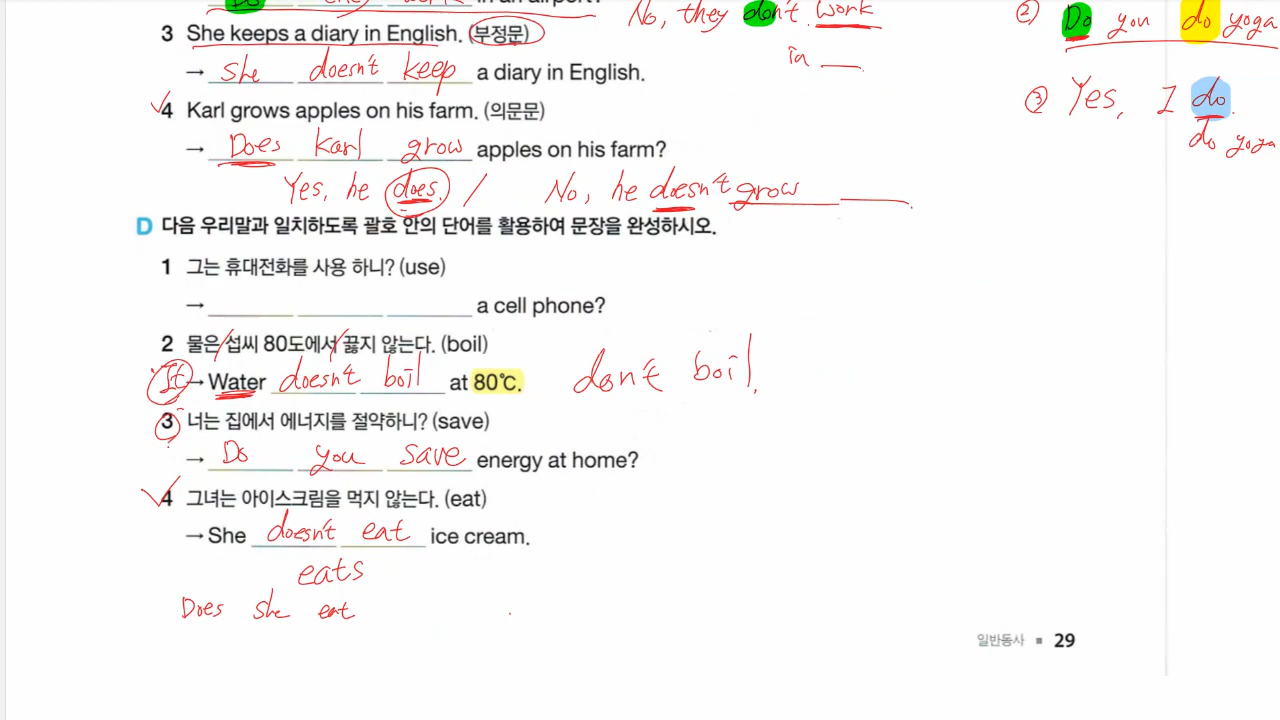 Do they work in an airport?
No, they don't. work
in
② Do you do yoga
3 She keeps a diary in English. (부정문)
→ she doesn't keep a diary in English.
③ Yes, I do.
do yoga
4 Karl grows apples on his farm. (의문문)
→ Does karl grow apples on his farm?
Yes, he does. / No, he doesn't grow
D 다음 우리말과 일치하도록 괄호 안의 단어를 활용하여 문장을 완성하시오.
1 그는 휴대전화를 사용 하니? (use)
→ a cell phone?
2 물은 섭씨 80도에서 끓지 않는다. (boil)
It → Water doesn't boil at 80℃. don't boil.
3 너는 집에서 에너지를 절약하니? (save)
→ Do you save energy at home?
4 그녀는 아이스크림을 먹지 않는다. (eat)
→ She doesn't eat ice cream.
eats
Does she eat
일반동사 ■ 29